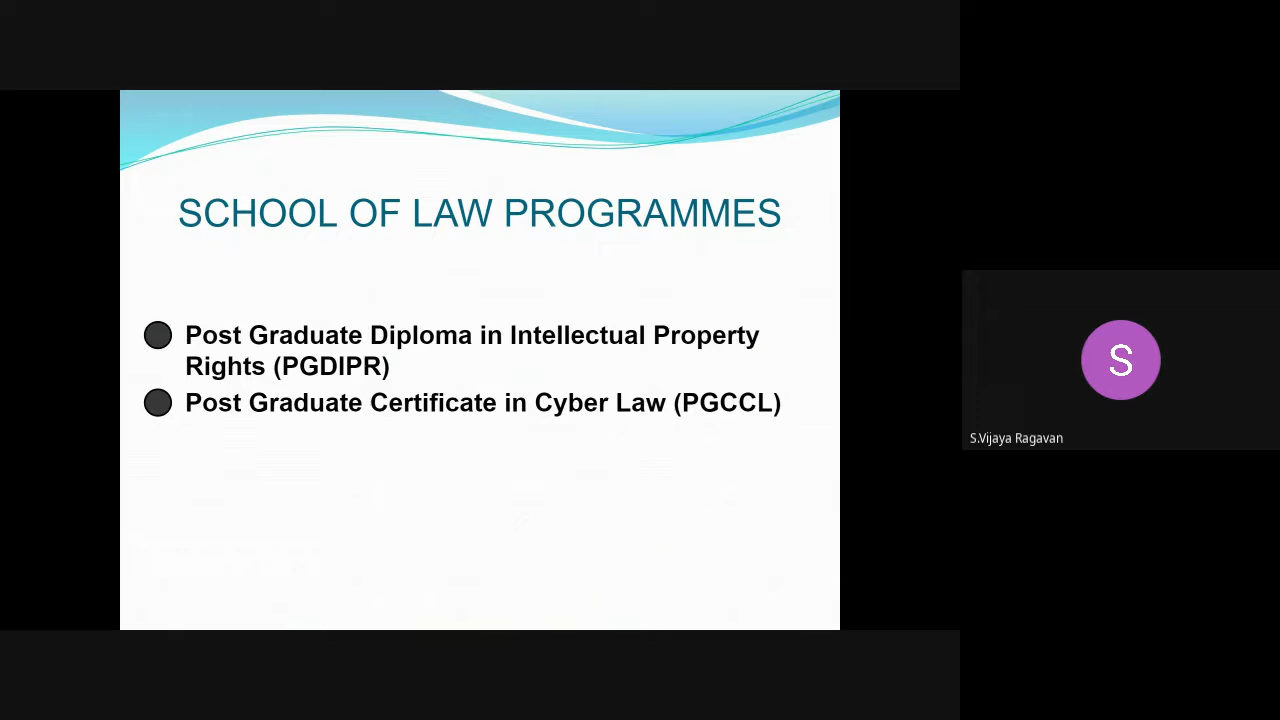 SCHOOL OF LAW PROGRAMMES
Post Graduate Diploma in Intellectual Property
Rights (PGDIPR)
Post Graduate Certificate in Cyber Law (PGCCL)
S
S.Vijaya Ragavan